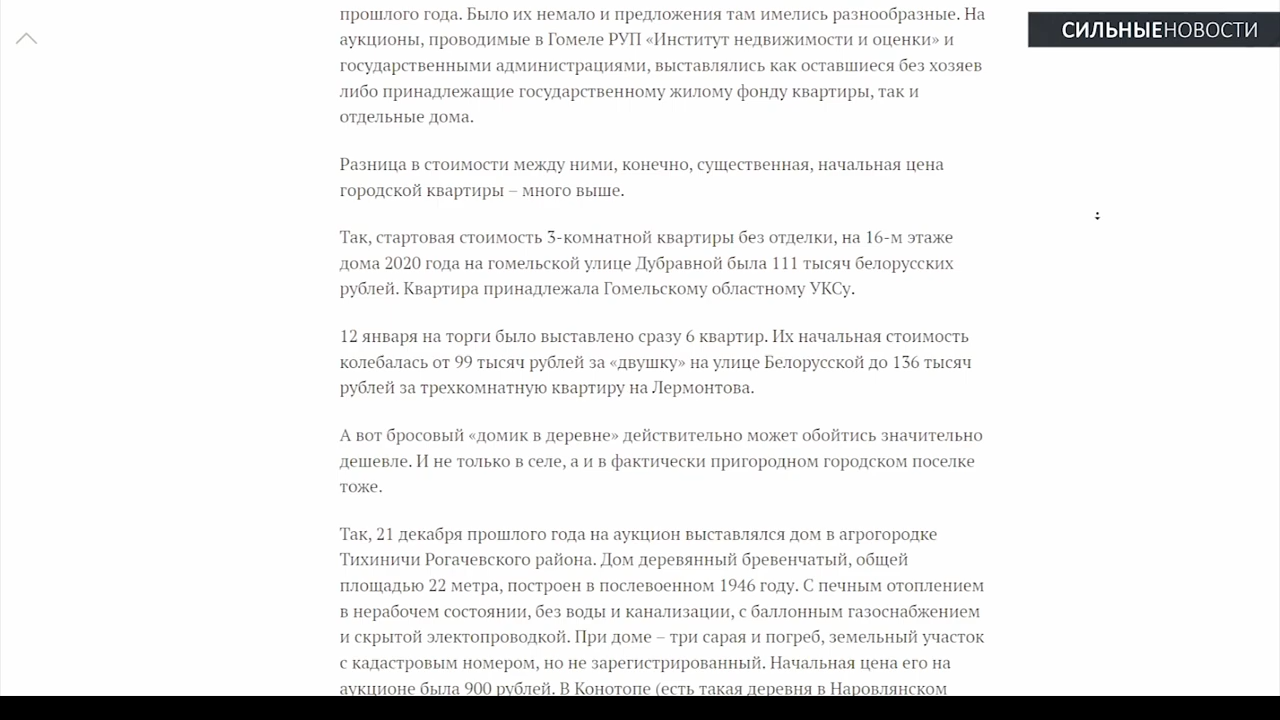 прошлого года. Было их немало и предложения там имелись разнообразные. На
СИЛЬНЫЕНОВОСТИ
аукционы, проводимые в Гомеле РУП «Институт недвижимости и оценки» и
государственными администрациями, выставлялись как оставшиеся без хозяев
либо принадлежащие государственному жилому фонду квартиры, так и
отдельные дома.
Разница в стоимости между ними, конечно, существенная, начальная цена
городской квартиры – много выше.
Так, стартовая стоимость 3-комнатной квартиры без отделки, на 16-м этаже
дома 2020 года на гомельской улице Дубравной была 111 тысяч белорусских
рублей. Квартира принадлежала Гомельскому областному УКСу.
12 января на торги было выставлено сразу 6 квартир. Их начальная стоимость
колебалась от 99 тысяч рублей за «двушку» на улице Белорусской до 136 тысяч
рублей за трехкомнатную квартиру на Лермонтова.
А вот бросовый «домик в деревне» действительно может обойтись значительно
дешевле. И не только в селе, а и в фактически пригородном городском поселке
тоже.
Так, 21 декабря прошлого года на аукцион выставлялся дом в агрогородке
Тихиничи Рогачевского района. Дом деревянный бревенчатый, общей
площадью 22 метра, построен в послевоенном 1946 году. С печным отоплением
в нерабочем состоянии, без воды и канализации, с баллонным газоснабжением
и скрытой электопроводкой. При доме – три сарая и погреб, земельный участок
с кадастровым номером, но не зарегистрированный. Начальная цена его на
аукционе была 900 рублей. В Конотопе (есть такая деревня в Наровлянском